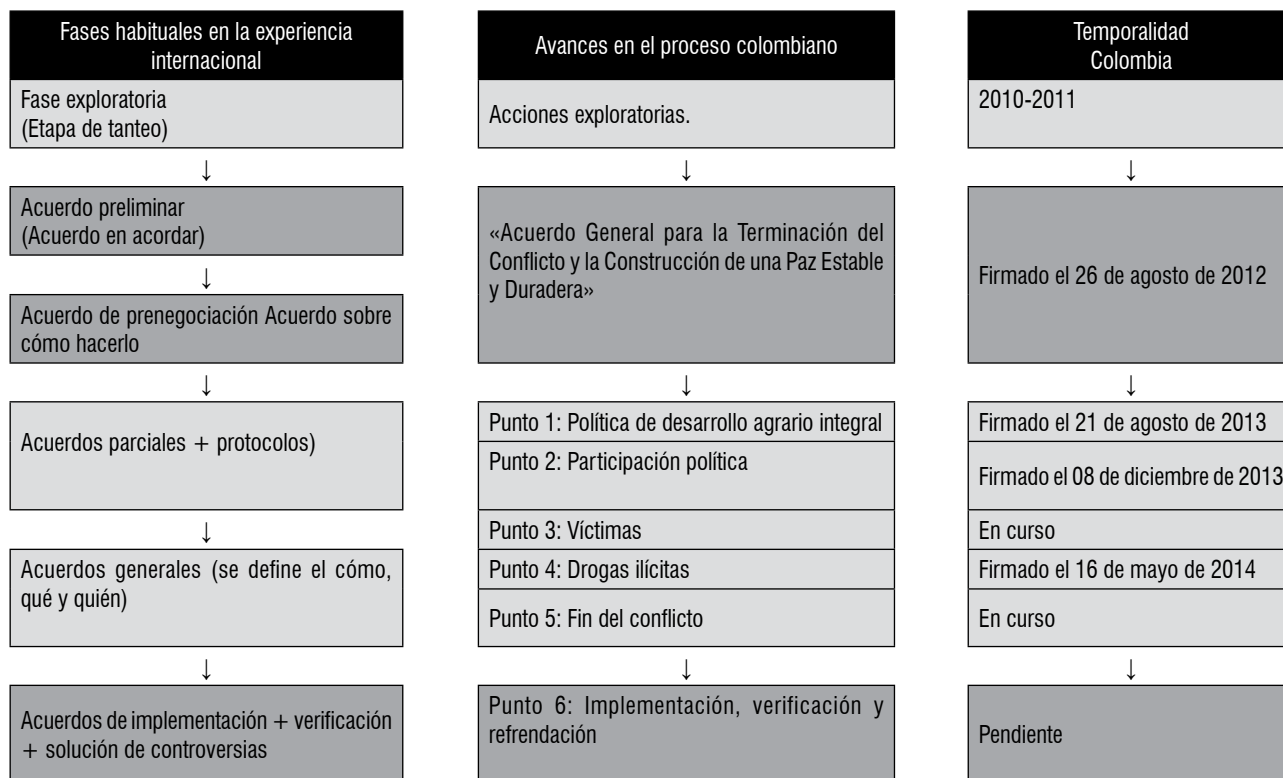 Fases habituales en la experiencia
internacional
Fase exploratoria
(Etapa de tanteo)
↓
Acuerdo preliminar
(Acuerdo en acordar)
↓
Acuerdo de prenegociación Acuerdo sobre
cómo hacerlo
↓
Acuerdos parciales + protocolos)
↓
Acuerdos generales (se define el cómo,
qué y quién)
↓
Acuerdos de implementación + verificación
+ solución de controversias
Avances en el proceso colombiano
Acciones exploratorias.
↓
«Acuerdo General para la Terminación del
Conflicto y la Construcción de una Paz Estable
y Duradera»
↓
Punto 1: Política de desarrollo agrario integral
Punto 2: Participación política
Punto 3: Víctimas
Punto 4: Drogas ilícitas
Punto 5: Fin del conflicto
↓
Punto 6: Implementación, verificación y
refrendación
Temporalidad
Colombia
2010-2011
↓
Firmado el 26 de agosto de 2012
↓
Firmado el 21 de agosto de 2013
Firmado el 08 de diciembre de 2013
En curso
Firmado el 16 de mayo de 2014
En curso
↓
Pendiente